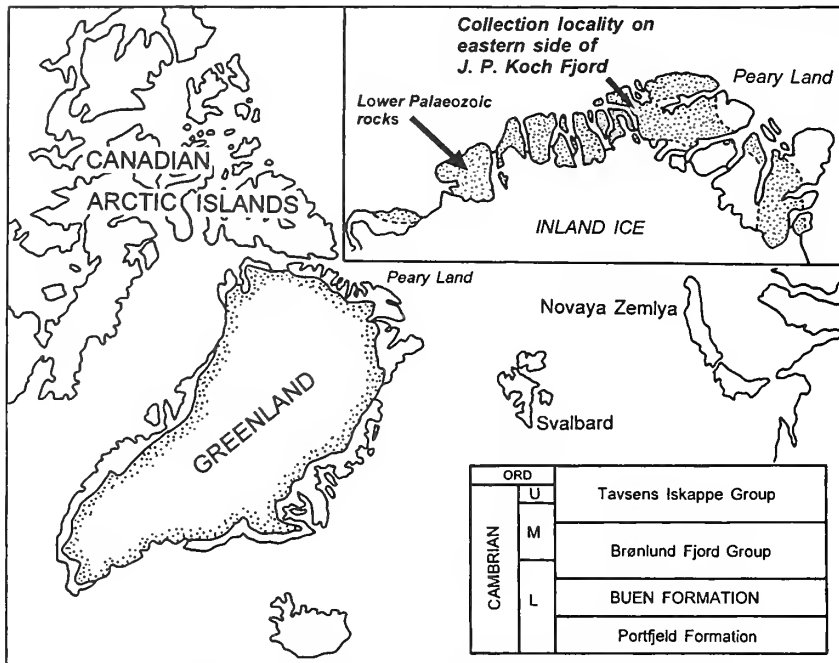 Collection locality on
eastern side of
J. P. Koch Fjord
Peary Land
Lower Palaeozoic
rocks
INLAND ICE
CANADIAN
ARCTIC ISLANDS
Peary Land
Novaya Zemlya
Svalbard
GREENLAND
ORD
CAMBRIAN
U
M
L
Tavsens Iskappe Group
Brønlund Fjord Group
BUEN FORMATION
Portfjeld Formation